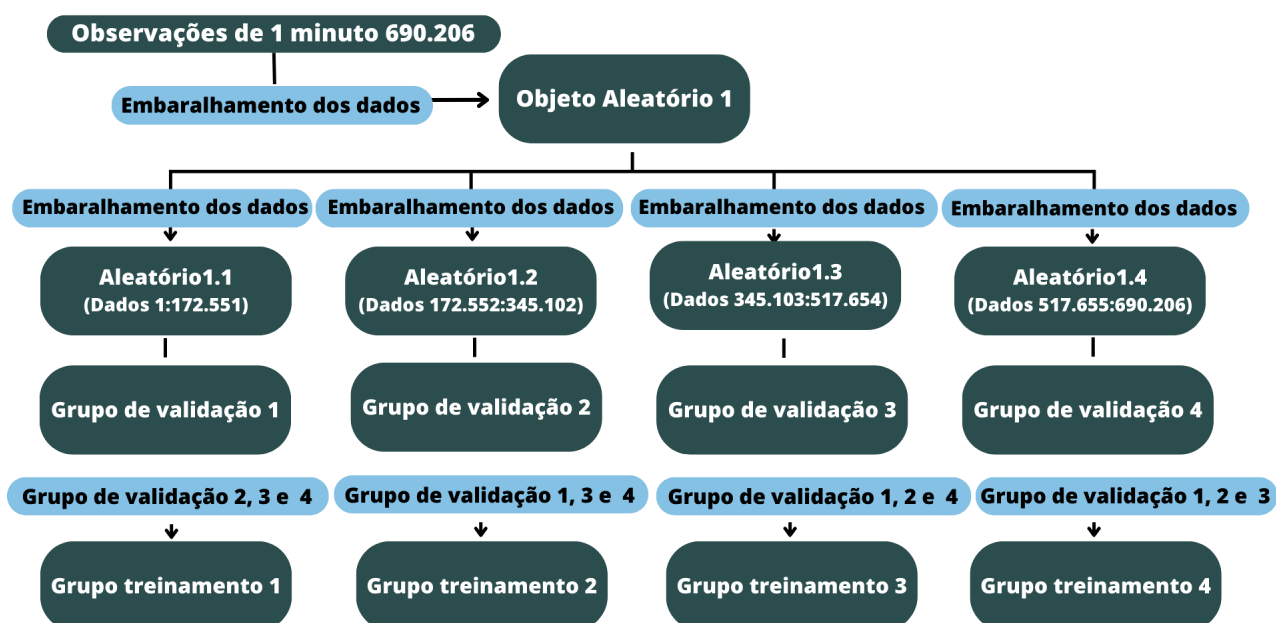 Observações de 1 minuto 690.206
Embaralhamento dos dados
Objeto Aleatório 1
Embaralhamento dos dados
Embaralhamento dos dados
Embaralhamento dos dados
Embaralhamento dos dados
Aleatório1.1
(Dados 1:172.551)
Aleatório1.2
(Dados 172.552:345.102)
Aleatório1.3
(Dados 345.103:517.654)
Aleatório1.4
(Dados 517.655:690.206)
Grupo de validação 1
Grupo de validação 2
Grupo de validação 3
Grupo de validação 4
Grupo de validação 2, 3 e 4
Grupo de validação 1, 3 e 4
Grupo de validação 1, 2 e 4
Grupo de validação 1, 2 e 3
Grupo treinamento 1
Grupo treinamento 2
Grupo treinamento 3
Grupo treinamento 4